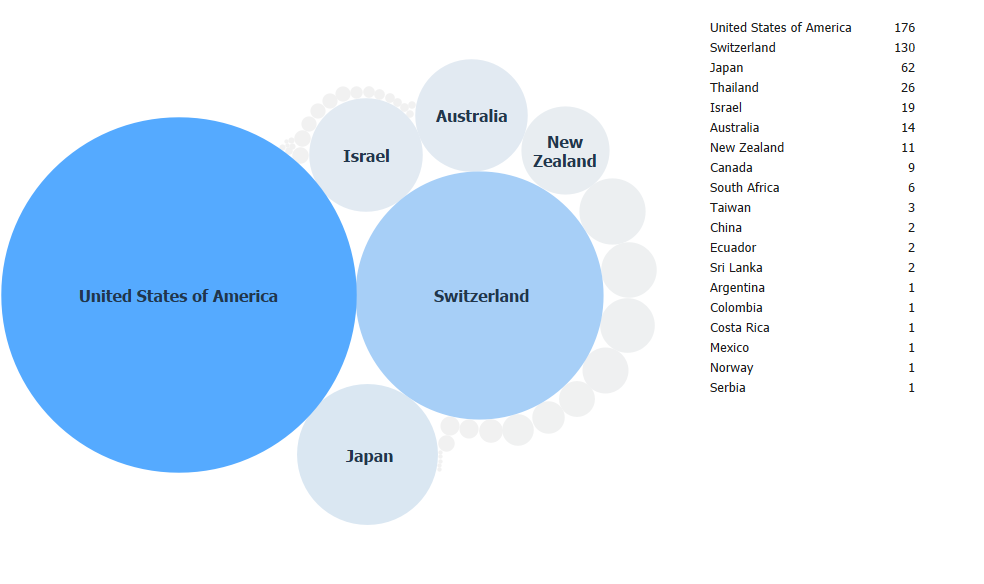 Australia
New
Zealand
Israel
United States of America
Switzerland
Japan
United States of America 176
Switzerland 130
Japan 62
Thailand 26
Israel 19
Australia 14
New Zealand 11
Canada 9
South Africa 6
Taiwan 3
China 2
Ecuador 2
Sri Lanka 2
Argentina 1
Colombia 1
Costa Rica 1
Mexico 1
Norway 1
Serbia 1